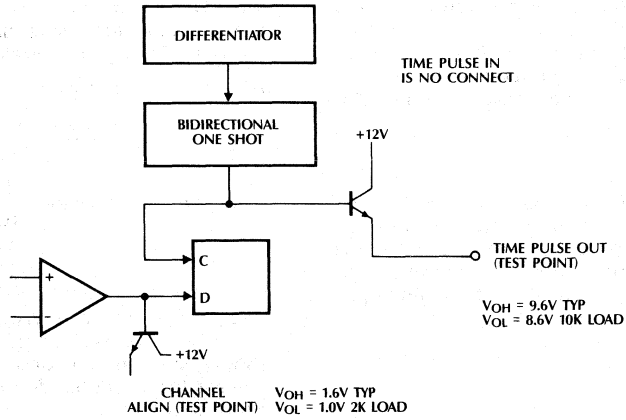 DIFFERENTIATOR
TIME PULSE IN
IS NO CONNECT
BIDIRECTIONAL
ONE SHOT
+12V
C
TIME PULSE OUT
(TEST POINT)
+
D
−
VOH = 9.6V TYP
VOL = 8.6V 10K LOAD
+12V
CHANNEL
ALIGN (TEST POINT)
VOH = 1.6V TYP
VOL = 1.0V 2K LOAD